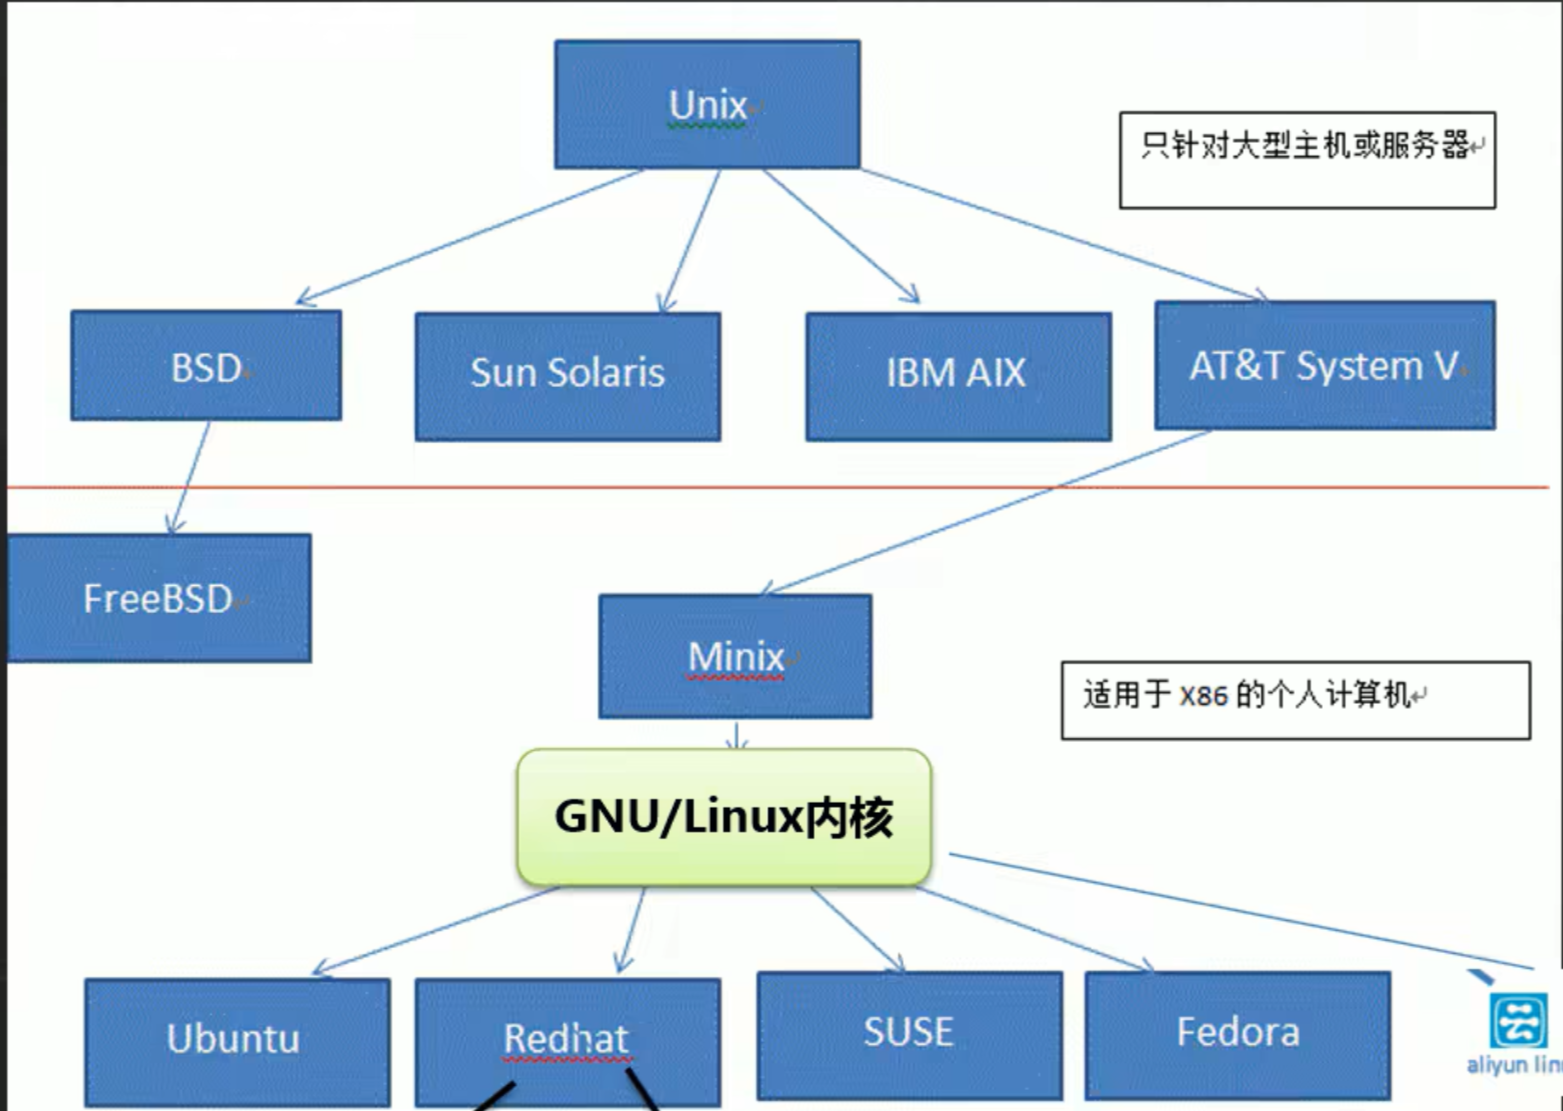 Unix
只针对大型主机或服务器
BSD
Sun Solaris
IBM AIX
AT&T System V
FreeBSD
Minix
适用于 X86 的个人计算机
GNU/Linux内核
Ubuntu
Redhat
SUSE
Fedora
aliyun